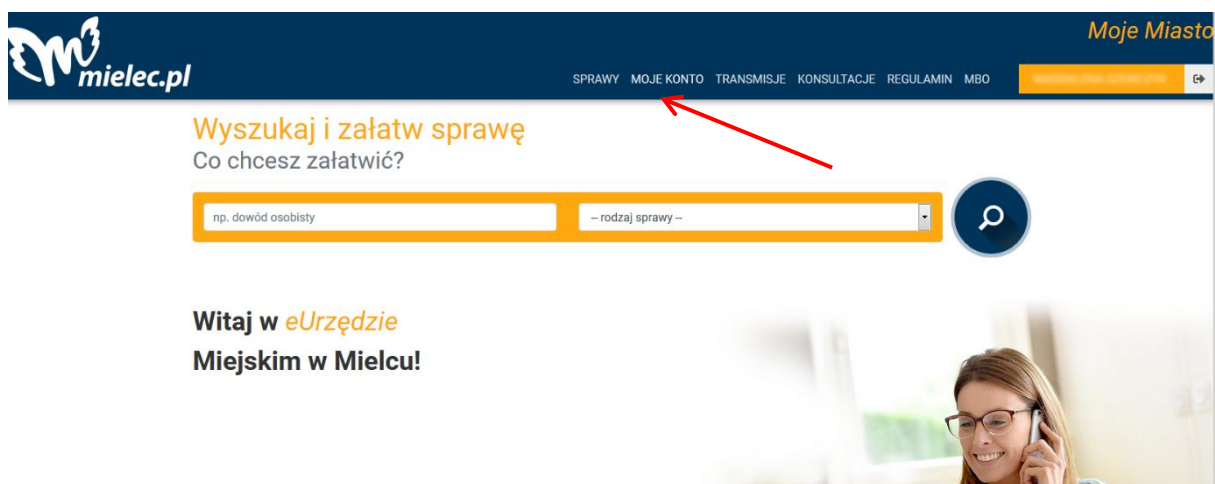 Moje Miasto
mielec.pl
SPRAWY MOJE KONTO TRANSMISJE KONSULTACJE REGULAMIN MBO
Wyszukaj i załatw sprawę
Co chcesz załatwić?
np. dowód osobisty
-- rodzaj sprawy --
Witaj w eUrzędzie
Miejskim w Mielcu!